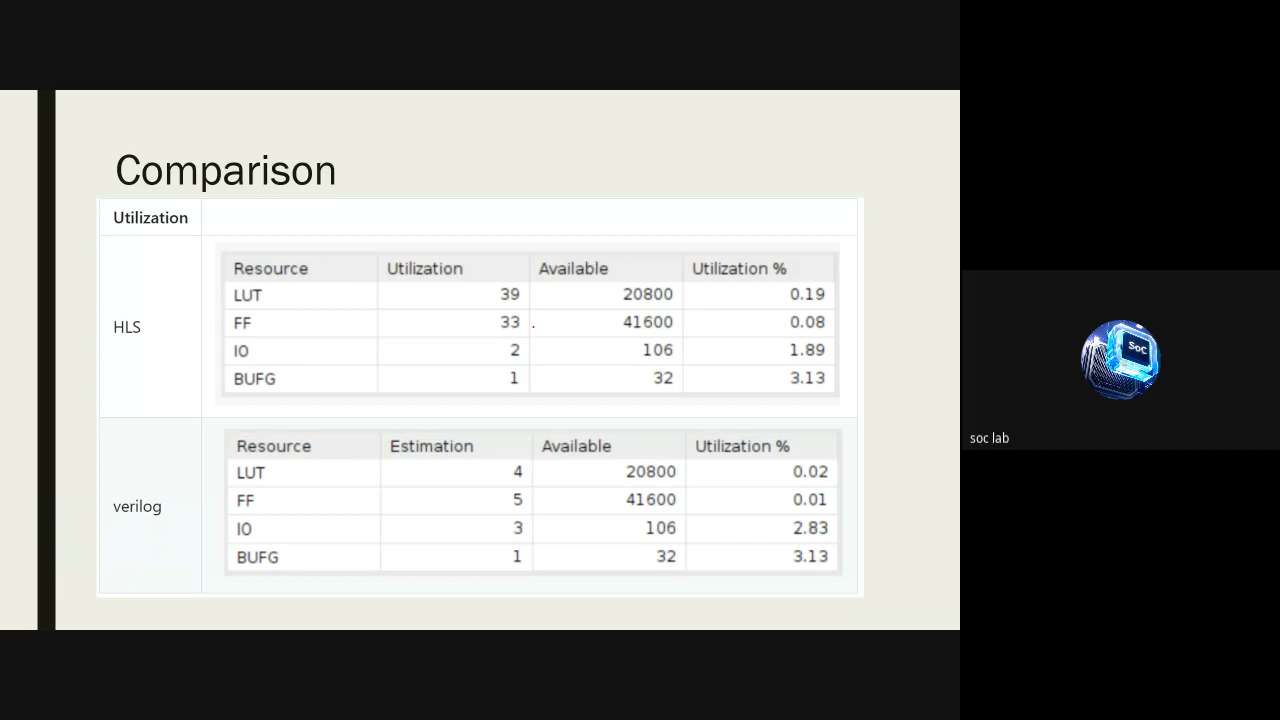 Comparison
Utilization
HLS
Resource Utilization Available Utilization %
LUT 39 20800 0.19
FF 33 41600 0.08
IO 2 106 1.89
BUFG 1 32 3.13
verilog
Resource Estimation Available Utilization %
LUT 4 20800 0.02
FF 5 41600 0.01
IO 3 106 2.83
BUFG 1 32 3.13
SoC
soc lab